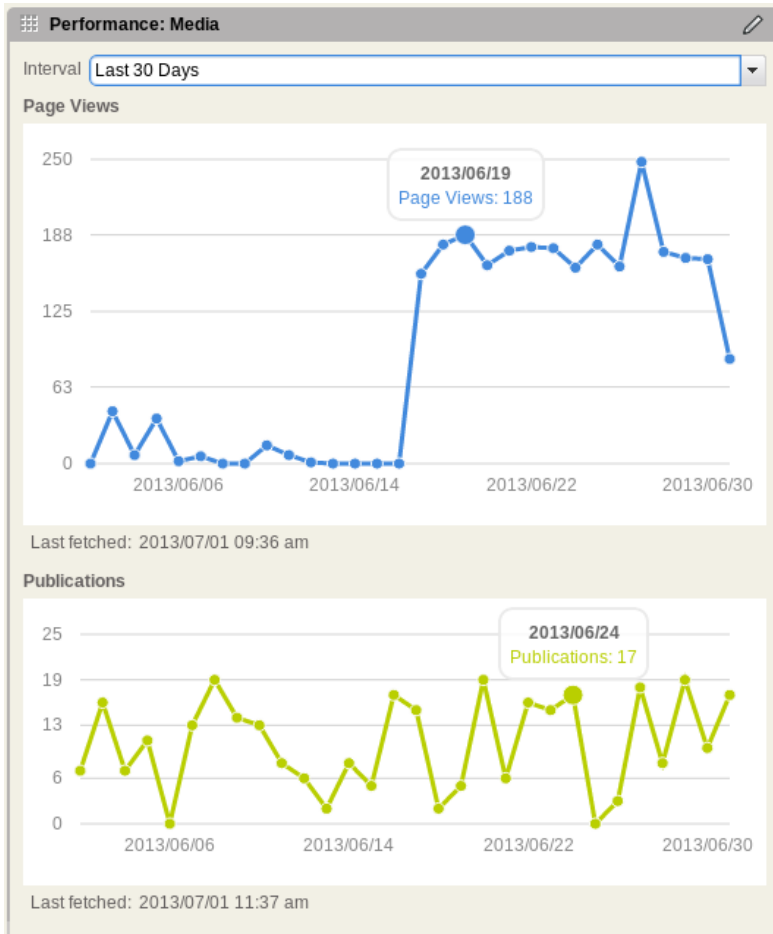 Performance: Media
Interval Last 30 Days
Page Views
250
2013/06/19
Page Views: 188
188
125
63
0
2013/06/06 2013/06/14 2013/06/22 2013/06/30
Last fetched: 2013/07/01 09:36 am
Publications
25
2013/06/24
Publications: 17
19
13
6
0
2013/06/06 2013/06/14 2013/06/22 2013/06/30
Last fetched: 2013/07/01 11:37 am